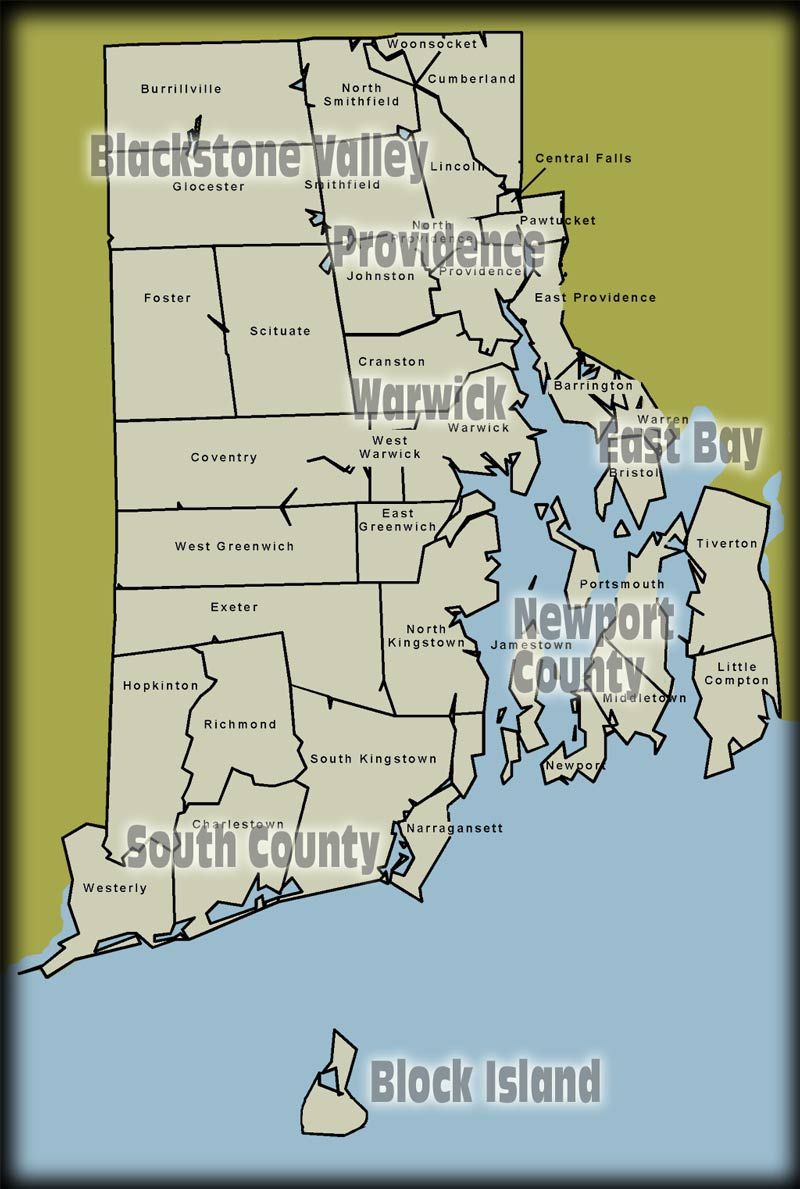 Woonsocket
Cumberland
Burrillville
North
Smithfield
Blackstone Valley
Central Falls
Lincoln
Glocester
Smithfield
Pawtucket
North
Providence
Providence
Johnston
Providence
Foster
East Providence
Scituate
Cranston
Barrington
Warwick
Warren
Warwick
West
Warwick
East Bay
Coventry
Bristol
East
Greenwich
West Greenwich
Tiverton
Portsmouth
Exeter
Newport
County
North
Kingstown
Jamestown
Little
Compton
Hopkinton
Middletown
Richmond
South Kingstown
Newport
Charlestown
Narragansett
South County
Westerly
Block Island